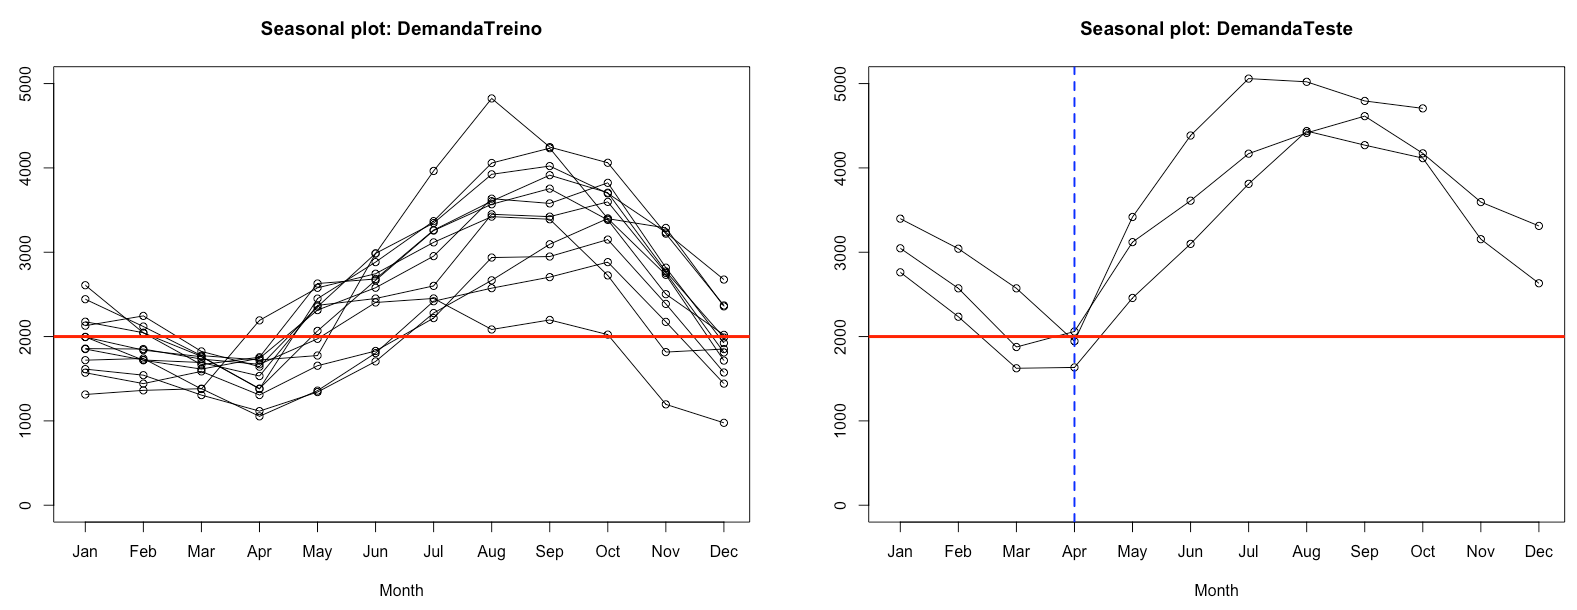 Seasonal plot: DemandaTreino
5000
4000
3000
2000
1000
0
Jan Feb Mar Apr May Jun Jul Aug Sep Oct Nov Dec
Month
Seasonal plot: DemandaTeste
5000
4000
3000
2000
1000
0
Jan Feb Mar Apr May Jun Jul Aug Sep Oct Nov Dec
Month